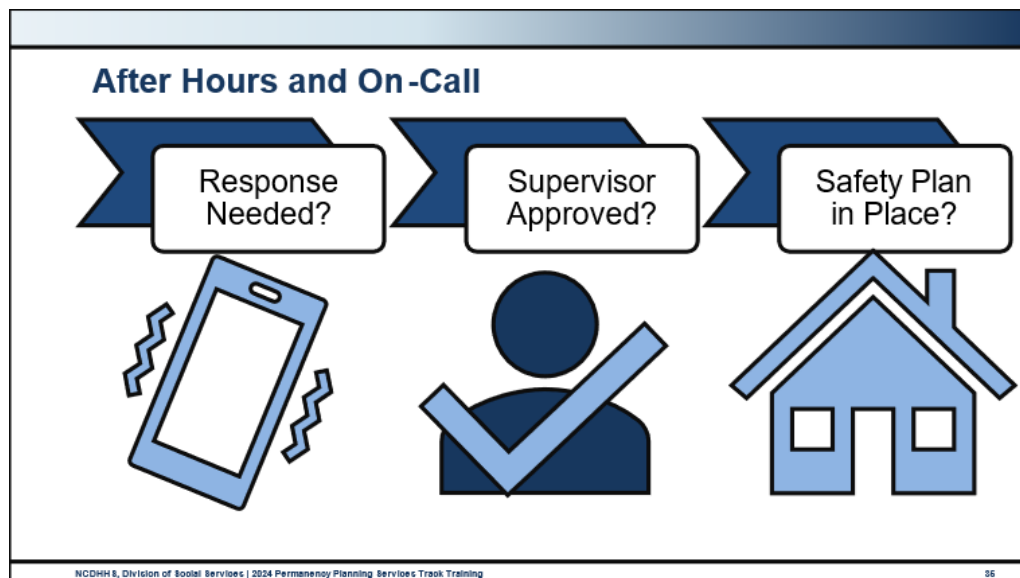 After Hours and On-Call
Response
Needed?
Supervisor
Approved?
Safety Plan
in Place?
NCDHHS, Division of Social Services | 2024 Permanency Planning Services Track Training
35